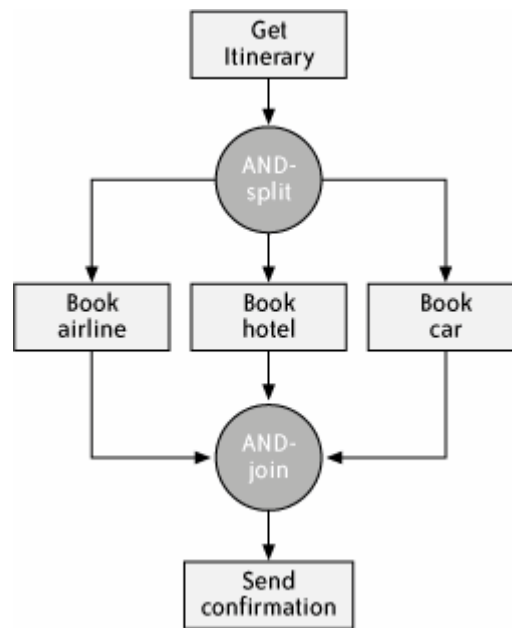 Get
Itinerary
AND-
split
Book
airline
Book
hotel
Book
car
AND-
join
Send
confirmation